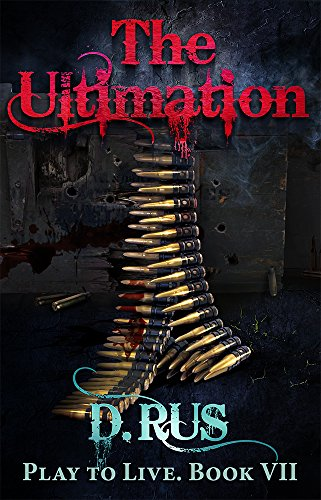 The
Ultimation
D. RUS
PLAY TO LIVE. BOOK VII